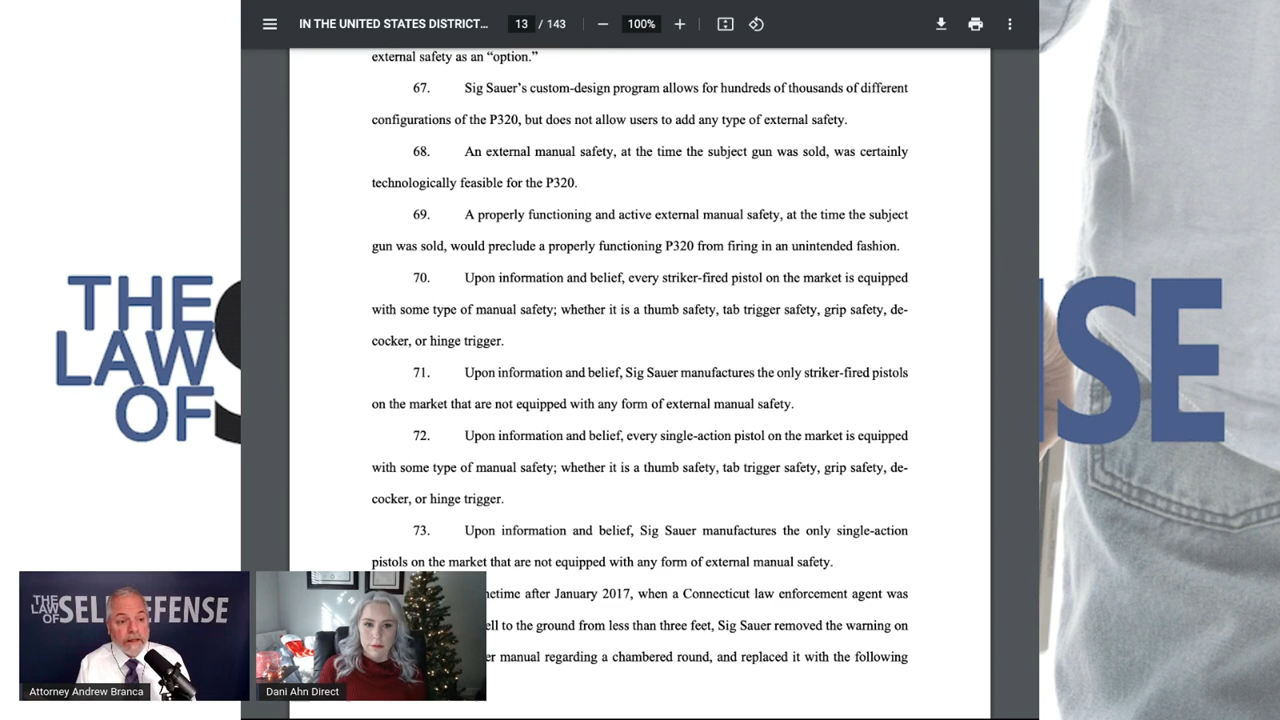 IN THE UNITED STATES DISTRICT...
13 / 143
100%
external safety as an “option.”
67. Sig Sauer’s custom-design program allows for hundreds of thousands of different
configurations of the P320, but does not allow users to add any type of external safety.
68. An external manual safety, at the time the subject gun was sold, was certainly
technologically feasible for the P320.
69. A properly functioning and active external manual safety, at the time the subject
gun was sold, would preclude a properly functioning P320 from firing in an unintended fashion.
70. Upon information and belief, every striker-fired pistol on the market is equipped
with some type of manual safety; whether it is a thumb safety, tab trigger safety, grip safety, de-
cocker, or hinge trigger.
71. Upon information and belief, Sig Sauer manufactures the only striker-fired pistols
on the market that are not equipped with any form of external manual safety.
72. Upon information and belief, every single-action pistol on the market is equipped
with some type of manual safety; whether it is a thumb safety, tab trigger safety, grip safety, de-
cocker, or hinge trigger.
73. Upon information and belief, Sig Sauer manufactures the only single-action
pistols on the market that are not equipped with any form of external manual safety.
netime after January 2017, when a Connecticut law enforcement agent was
ell to the ground from less than three feet, Sig Sauer removed the warning on
er manual regarding a chambered round, and replaced it with the following
THE
LAW
OF
S
NSE
THE
LAW
OF
SELF DEFENSE
Attorney Andrew Branca
Dani Ahn Direct